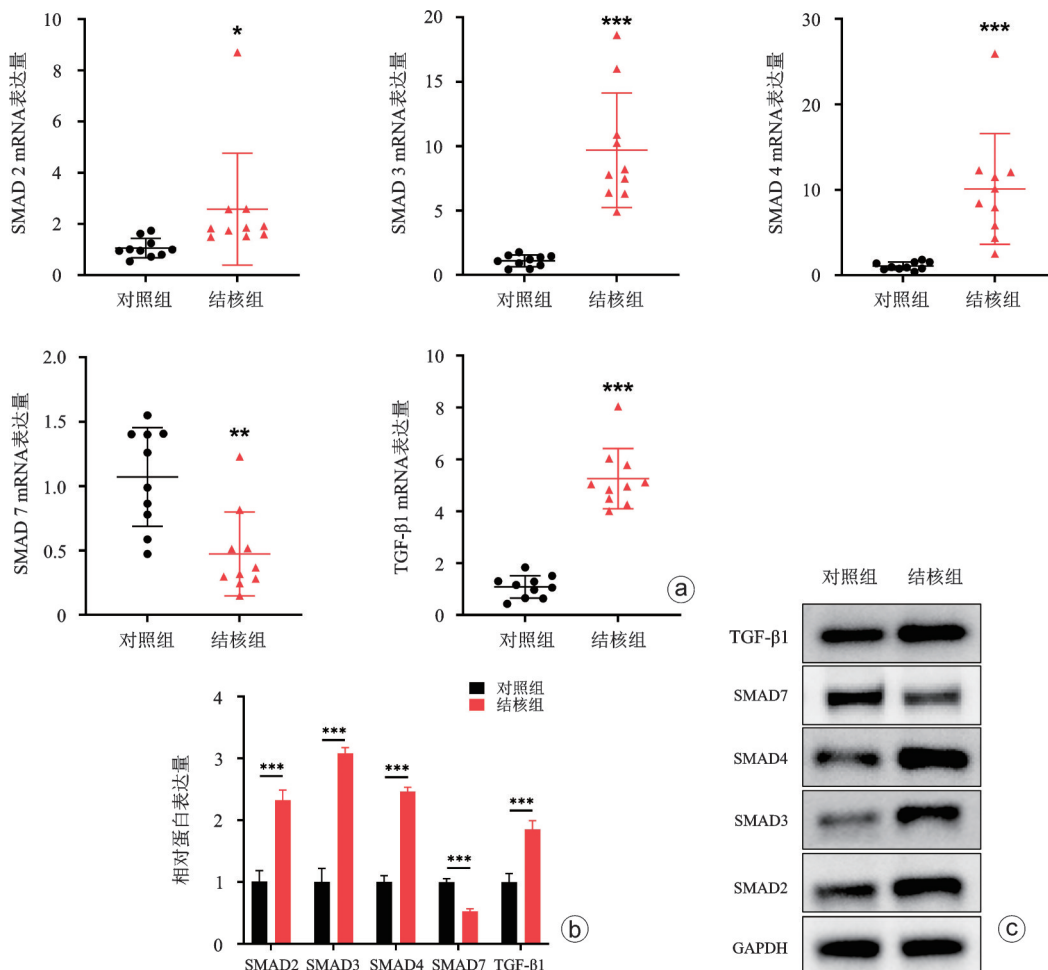 SMAD 2 mRNA表达量
10
8
6
4
2
0
*
对照组 结核组
SMAD 3 mRNA表达量
20
15
10
5
0
***
对照组 结核组
SMAD 4 mRNA表达量
30
20
10
0
***
对照组 结核组
SMAD 7 mRNA表达量
2.0
1.5
1.0
0.5
0
**
对照组 结核组
TGF-β1 mRNA表达量
10
8
6
4
2
0
***
对照组 结核组
a
相对蛋白表达量
4
3
2
1
0
对照组
结核组
*** *** *** *** ***
SMAD2 SMAD3 SMAD4 SMAD7 TGF-β1
b
对照组 结核组
TGF-β1
SMAD7
SMAD4
SMAD3
SMAD2
GAPDH
c